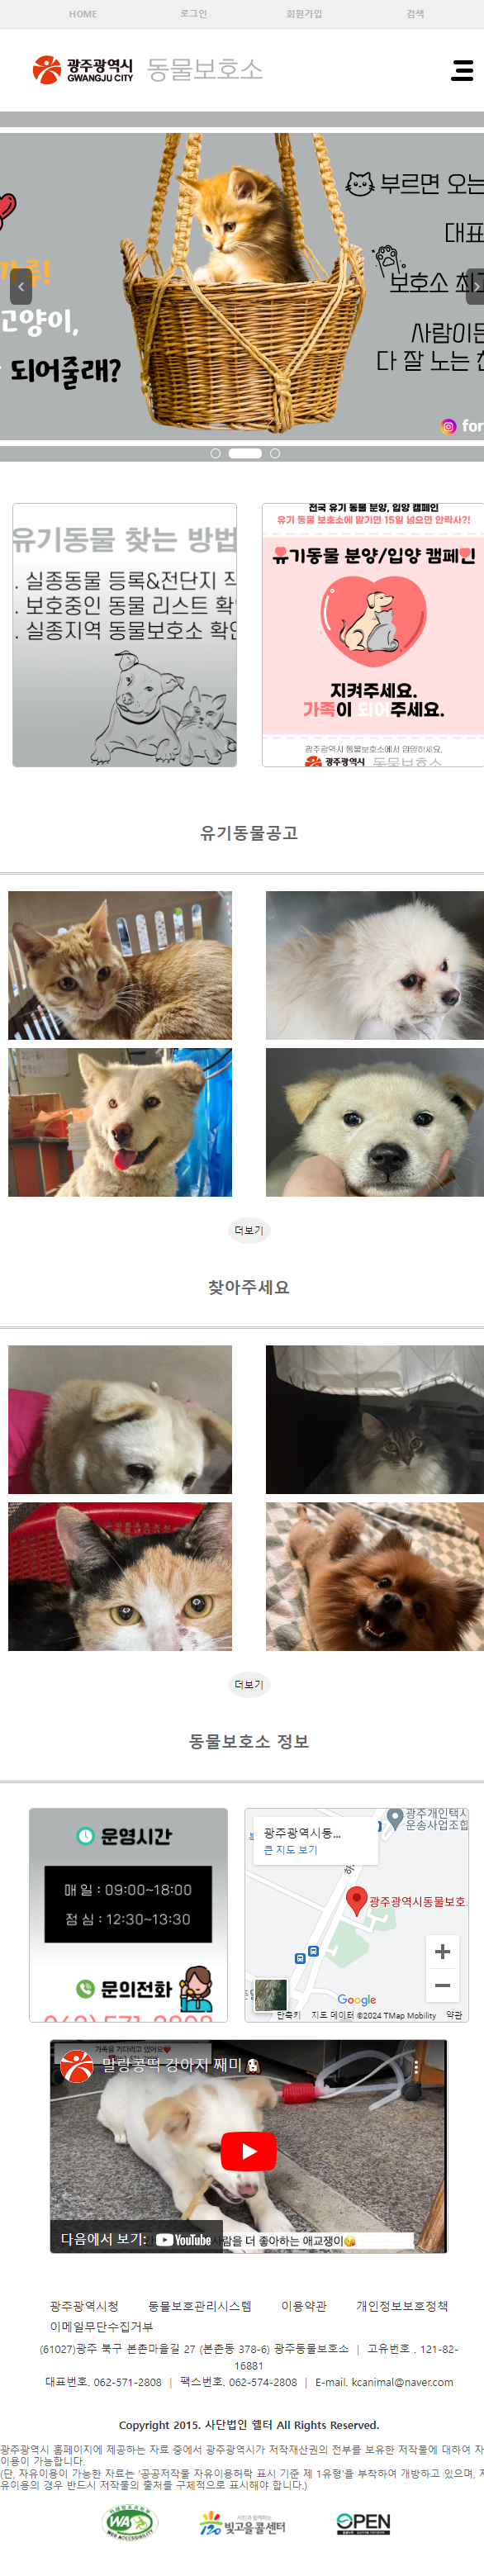 HOME 로그인 회원가입 검색
광주광역시
GWANGJU CITY
동물보호소
부르면 오는
대표
가루!
보호소 최고
고양이,
사람이든
되어줄래?
다 잘 노는 친
for
유기동물 찾는 방법
. 실종동물 등록&전단지 작
. 보호중인 동물 리스트 확인
. 실종지역 동물보호소 확인
전국 유기 동물 분양, 입양 캠페인
유기 동물 보호소에 맡기면 15일 넘으면 안락사?!
유기동물 분양/입양 캠페인!
지켜주세요.
가족이 되어주세요.
광주광역시 동물보호소에서 입양하세요.
광주광역시 동물보호소
유기동물공고
더보기
찾아주세요
더보기
동물보호소 정보
운영시간
매 일 : 09:00~18:00
점 심 : 12:30~13:30
문의전화
062) 571-2808
광주개인택시
운송사업조합
광주광역시동...
큰 지도 보기
광주광역시동물보호소
Google
단축키 지도 데이터 ©2024 TMap Mobility 약관
가족을 기다리고 있어요
말랑콩떡 강아지 째미
다음에서 보기: YouTube
사람을 더 좋아하는 애교쟁이
광주광역시청 동물보호관리시스템 이용약관 개인정보보호정책
이메일무단수집거부
(61027)광주 북구 본촌마을길 27 (본촌동 378-6) 광주동물보호소 | 고유번호 . 121-82-
16881
대표번호. 062-571-2808 | 팩스번호. 062-574-2808 | E-mail. kcanimal@naver.com
Copyright 2015. 사단법인 쉘터 All Rights Reserved.
광주광역시 홈페이지에 제공하는 자료 중에서 광주광역시가 저작재산권의 전부를 보유한 저작물에 대하여 자
이용이 가능합니다.
(단, 자유이용이 가능한 자료는 '공공저작물 자유이용허락 표시 기준 제 1유형'을 부착하여 개방하고 있으며, 자
유이용의 경우 반드시 저작물의 출처를 구체적으로 표시해야 합니다.)
WA
WEB ACCESSIBILITY
시민과 함께하는
120 빛고을콜센터
OPEN